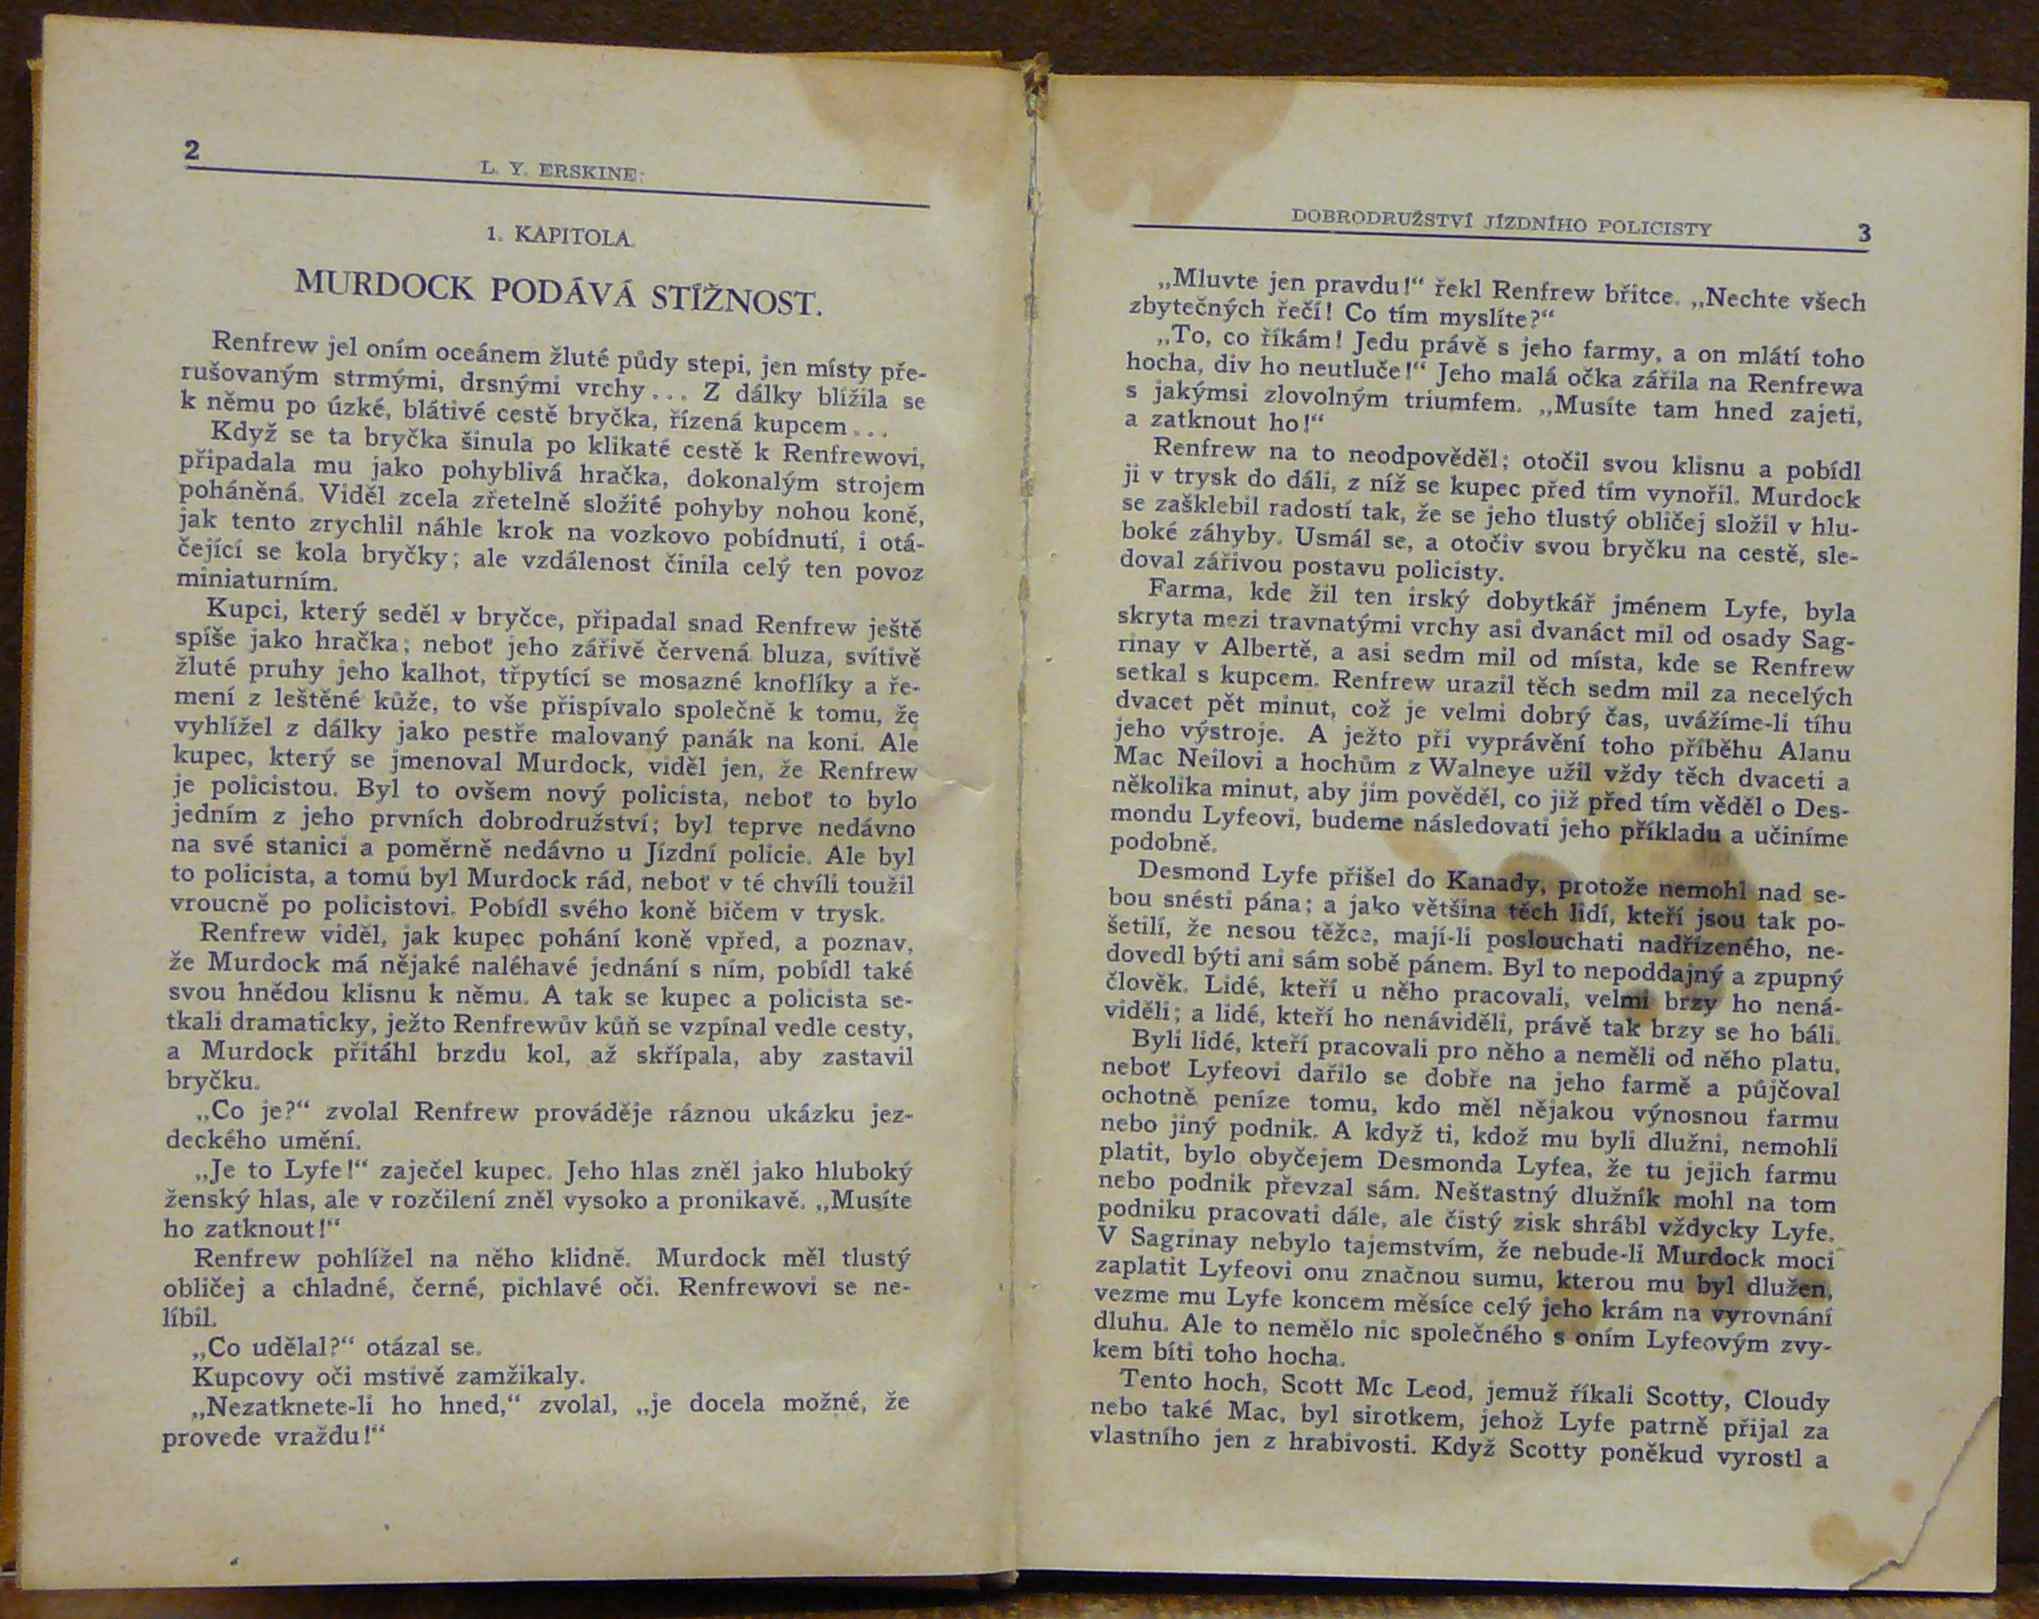 2
L. Y. ERSKINE:
1. KAPITOLA.
MURDOCK PODÁVÁ STÍŽNOST.
Renfrew jel oním oceánem žluté půdy stepi, jen místy pře-
rušovaným strmými, drsnými vrchy... Z dálky blížila se
k němu po úzké, blátivé cestě bryčka, řízená kupcem...
Když se ta bryčka šinula po klikaté cestě k Renfrewovi,
připadala mu jako pohyblivá hračka, dokonalým strojem
poháněná. Viděl zcela zřetelně složité pohyby nohou koně,
jak tento zrychlil náhle krok na vozkovo pobídnutí, i otá-
čející se kola bryčky; ale vzdálenost činila celý ten povoz
miniaturním.
Kupci, který seděl v bryčce, připadal snad Renfrew ještě
spíše jako hračka; neboť jeho zářivě červená bluza, svítivě
žluté pruhy jeho kalhot, třpytící se mosazné knoflíky a ře-
mení z leštěné kůže, to vše přispívalo společně k tomu, že
vyhlížel z dálky jako pestře malovaný panák na koni. Ale
kupec, který se jmenoval Murdock, viděl jen, že Renfrew
je policistou. Byl to ovšem nový policista, neboť to bylo
jedním z jeho prvních dobrodružství; byl teprve nedávno
na své stanici a poměrně nedávno u Jízdní policie. Ale byl
to policista, a tomu byl Murdock rád, neboť v té chvíli toužil
vroucně po policistovi. Pobídl svého koně bičem v trysk.
Renfrew viděl, jak kupec pohání koně vpřed, a poznav,
že Murdock má nějaké naléhavé jednání s ním, pobídl také
svou hnědou klisnu k němu. A tak se kupec a policista se-
tkali dramaticky, ježto Renfrewův kůň se vzpínal vedle cesty,
a Murdock přitáhl brzdu kol, až skřípala, aby zastavil
bryčku.
„Co je?“ zvolal Renfrew prováděje ráznou ukázku jez-
deckého umění.
„Je to Lyfe!“ zaječel kupec. Jeho hlas zněl jako hluboký
ženský hlas, ale v rozčilení zněl vysoko a pronikavě. „Musíte
ho zatknout!“
Renfrew pohlížel na něho klidně. Murdock měl tlustý
obličej a chladné, černé, pichlavé oči. Renfrewovi se ne-
líbil.
„Co udělal?“ otázal se.
Kupcovy oči mstivě zamžikaly.
„Nezatknete-li ho hned,“ zvolal, „je docela možné, že
provede vraždu!“
DOBRODRUŽSTVÍ JÍZDNÍHO POLICISTY
3
„Mluvte jen pravdu!“ řekl Renfrew břitce. „Nechte všech
zbytečných řečí! Co tím myslíte?“
„To, co říkám! Jedu právě s jeho farmy, a on mlátí toho
hocha, div ho neutluče!“ Jeho malá očka zářila na Renfrewa
s jakýmsi zlovolným triumfem. „Musíte tam hned zajeti,
a zatknout ho!“
Renfrew na to neodpověděl; otočil svou klisnu a pobídl
ji v trysk do dáli, z níž se kupec před tím vynořil. Murdock
se zašklebil radostí tak, že se jeho tlustý obličej složil v hlu-
boké záhyby. Usmál se, a otočiv svou bryčku na cestě, sle-
doval zářivou postavu policisty.
Farma, kde žil ten irský dobytkář jménem Lyfe, byla
skryta mezi travnatými vrchy asi dvanáct mil od osady Sag-
rinay v Albertě, a asi sedm mil od místa, kde se Renfrew
setkal s kupcem. Renfrew urazil těch sedm mil za necelých
dvacet pět minut, což je velmi dobrý čas, uvážíme-li tíhu
jeho výstroje. A ježto při vyprávění toho příběhu Alanu
Mac Neilovi a hochům z Walneye užil vždy těch dvaceti a
několika minut, aby jim pověděl, co již před tím věděl o Des-
mondu Lyfeovi, budeme následovati jeho příkladu a učiníme
podobně.
Desmond Lyfe přišel do Kanady, protože nemohl nad se-
bou snésti pána; a jako většina těch lidí, kteří jsou tak po-
šetilí, že nesou těžce, mají-li poslouchati nadřízeného, ne-
dovedl býti ani sám sobě pánem. Byl to nepoddajný a zpupný
člověk. Lidé, kteří u něho pracovali, velmi brzy ho nená-
viděli; a lidé, kteří ho nenáviděli, právě tak brzy se ho báli.
Byli lidé, kteří pracovali pro něho a neměli od něho platu,
neboť Lyfeovi dařilo se dobře na jeho farmě a půjčoval
ochotně peníze tomu, kdo měl nějakou výnosnou farmu
nebo jiný podnik. A když ti, kdož mu byli dlužni, nemohli
platit, bylo obyčejem Desmonda Lyfea, že tu jejich farmu
nebo podnik převzal sám. Nešťastný dlužník mohl na tom
podniku pracovati dále, ale čistý zisk shrábl vždycky Lyfe.
V Sagrinay nebylo tajemstvím, že nebude-li Murdock moci
zaplatit Lyfeovi onu značnou sumu, kterou mu byl dlužen,
vezme mu Lyfe koncem měsíce celý jeho krám na vyrovnání
dluhu. Ale to nemělo nic společného s oním Lyfeovým zvy-
kem bíti toho hocha.
Tento hoch, Scott Mc Leod, jemuž říkali Scotty, Cloudy
nebo také Mac, byl sirotkem, jehož Lyfe patrně přijal za
vlastního jen z hrabivosti. Když Scotty poněkud vyrostl a